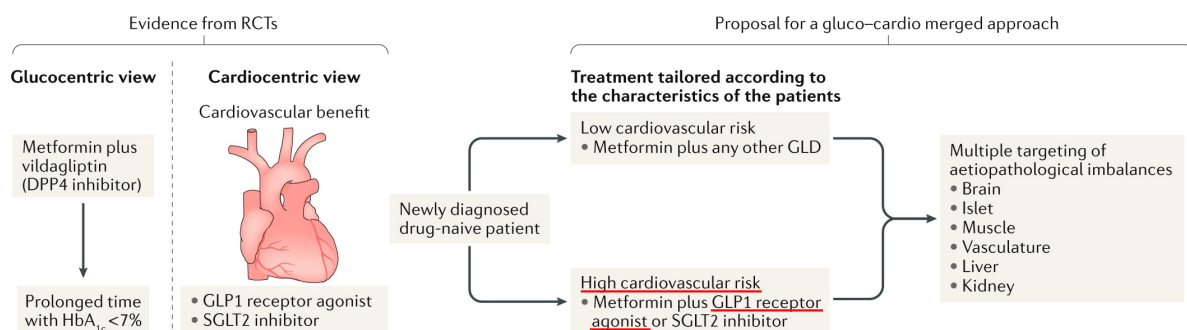 Evidence from RCTs
Proposal for a gluco–cardio merged approach
Glucocentric view
Cardiocentric view
Cardiovascular benefit
Metformin plus
vildagliptin
(DPP4 inhibitor)
Prolonged time
with HbA1c <7%
• GLP1 receptor agonist
• SGLT2 inhibitor
Newly diagnosed
drug-naive patient
Treatment tailored according to
the characteristics of the patients
Low cardiovascular risk
• Metformin plus any other GLD
High cardiovascular risk
• Metformin plus GLP1 receptor
agonist or SGLT2 inhibitor
Multiple targeting of
aetiopathological imbalances
• Brain
• Islet
• Muscle
• Vasculature
• Liver
• Kidney